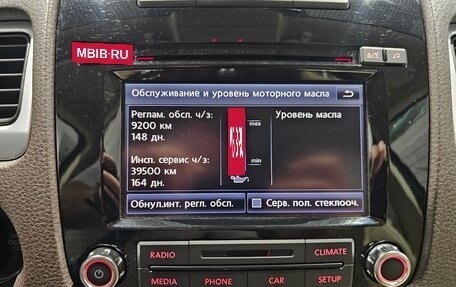 MBIB·RU
Обслуживание и уровень моторного масла
Реглам. обсл. ч/з:
9200 км
148 дн.
Инсп. сервис ч/з:
39500 км
164 дн.
max
min
Уровень масла
Обнул.инт. регл. обсл.
Серв. пол. стеклооч.
RADIO
CLIMATE
MEDIA
PHONE
CAR
SETUP